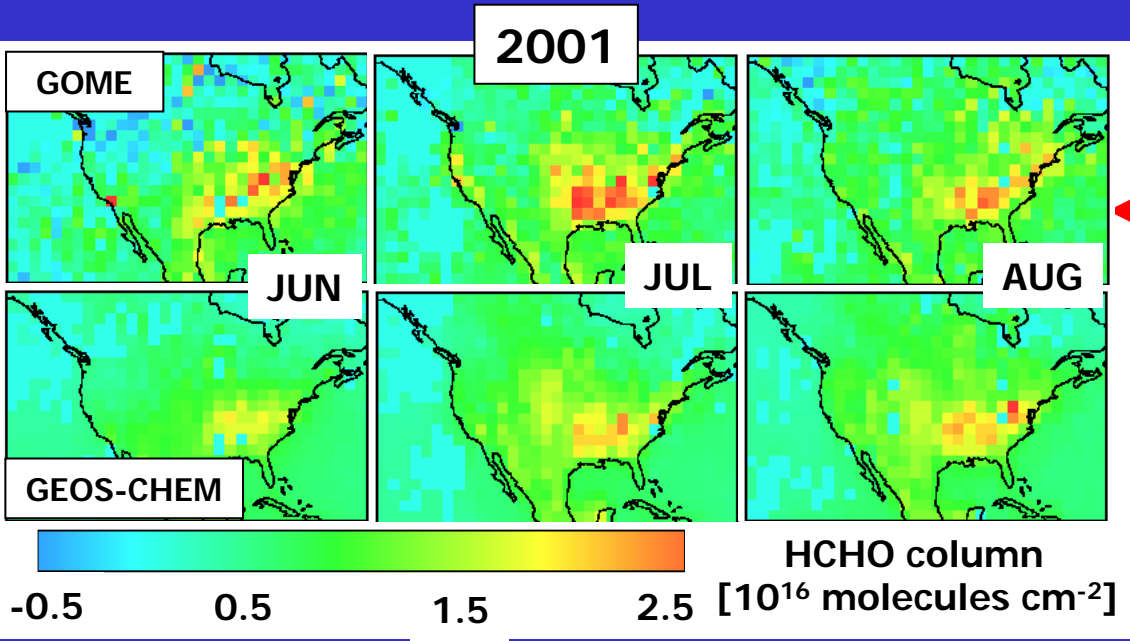 2001
GOME
JUN
JUL
AUG
GEOS-CHEM
HCHO column
[10¹⁶ molecules cm⁻²]
-0.5 0.5 1.5 2.5